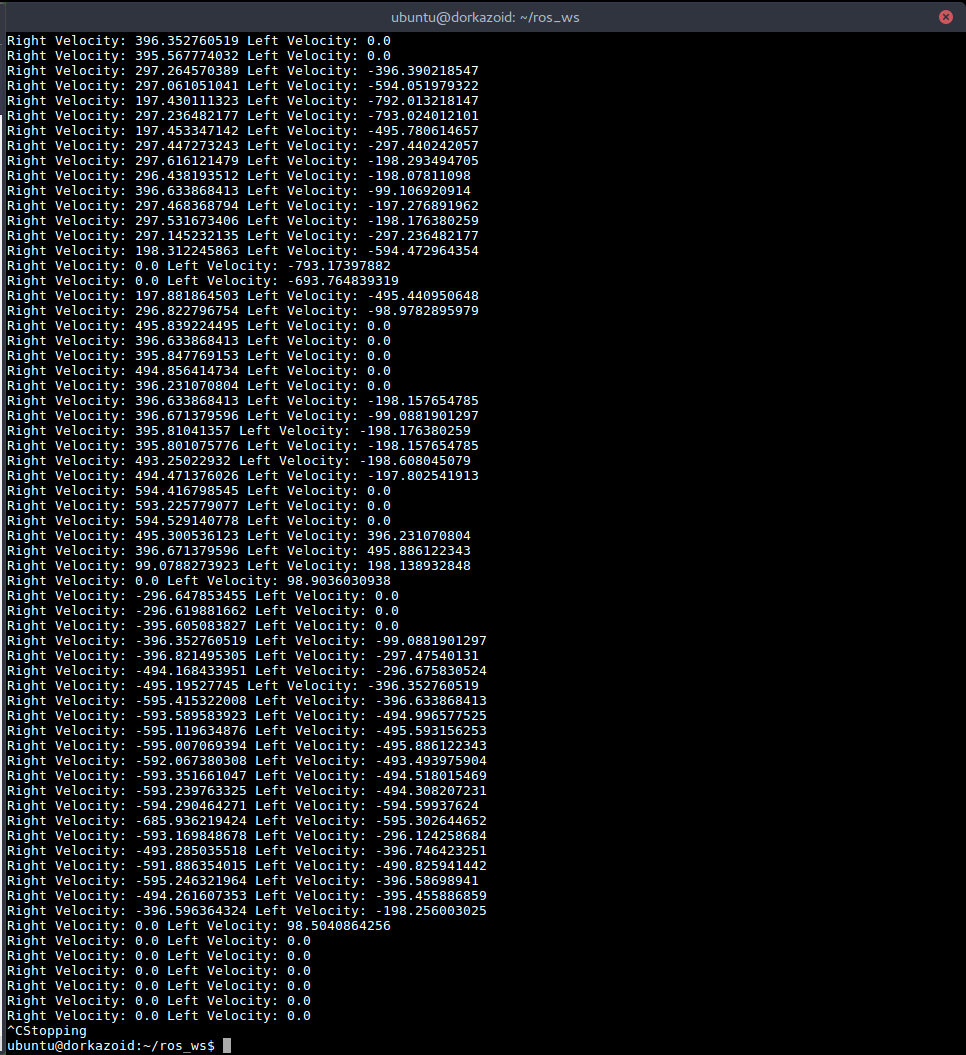 ubuntu@dorkazoid: ~/ros_ws
Right Velocity: 396.352760519 Left Velocity: 0.0
Right Velocity: 395.567774032 Left Velocity: 0.0
Right Velocity: 297.264570389 Left Velocity: -396.390218547
Right Velocity: 297.061051041 Left Velocity: -594.051979322
Right Velocity: 197.430111323 Left Velocity: -792.013218147
Right Velocity: 297.236482177 Left Velocity: -793.024012101
Right Velocity: 197.453347142 Left Velocity: -495.780614657
Right Velocity: 297.447273243 Left Velocity: -297.440242057
Right Velocity: 297.616121479 Left Velocity: -198.293494705
Right Velocity: 296.438193512 Left Velocity: -198.07811098
Right Velocity: 396.633868413 Left Velocity: -99.106920914
Right Velocity: 297.468368794 Left Velocity: -197.276891962
Right Velocity: 297.531673406 Left Velocity: -198.176380259
Right Velocity: 297.145232135 Left Velocity: -297.236482177
Right Velocity: 198.312245863 Left Velocity: -594.472964354
Right Velocity: 0.0 Left Velocity: -793.17397882
Right Velocity: 0.0 Left Velocity: -693.764839319
Right Velocity: 197.881864503 Left Velocity: -495.440950648
Right Velocity: 296.822796754 Left Velocity: -98.9782895979
Right Velocity: 495.839224495 Left Velocity: 0.0
Right Velocity: 396.633868413 Left Velocity: 0.0
Right Velocity: 395.847769153 Left Velocity: 0.0
Right Velocity: 494.856414734 Left Velocity: 0.0
Right Velocity: 396.231070804 Left Velocity: 0.0
Right Velocity: 396.633868413 Left Velocity: -198.157654785
Right Velocity: 396.671379596 Left Velocity: -99.0881901297
Right Velocity: 395.81041357 Left Velocity: -198.176380259
Right Velocity: 395.801075776 Left Velocity: -198.157654785
Right Velocity: 493.25022932 Left Velocity: -198.608045079
Right Velocity: 494.471376026 Left Velocity: -197.802541913
Right Velocity: 594.416798545 Left Velocity: 0.0
Right Velocity: 593.225779077 Left Velocity: 0.0
Right Velocity: 594.529140778 Left Velocity: 0.0
Right Velocity: 495.300536123 Left Velocity: 396.231070804
Right Velocity: 396.671379596 Left Velocity: 495.886122343
Right Velocity: 99.0788273923 Left Velocity: 198.138932848
Right Velocity: 0.0 Left Velocity: 98.9036030938
Right Velocity: -296.647853455 Left Velocity: 0.0
Right Velocity: -296.619881662 Left Velocity: 0.0
Right Velocity: -395.605083827 Left Velocity: 0.0
Right Velocity: -396.352760519 Left Velocity: -99.0881901297
Right Velocity: -396.821495305 Left Velocity: -297.47540131
Right Velocity: -494.168433951 Left Velocity: -296.675830524
Right Velocity: -495.19527745 Left Velocity: -396.352760519
Right Velocity: -595.415322008 Left Velocity: -396.633868413
Right Velocity: -593.589583923 Left Velocity: -494.996577525
Right Velocity: -595.119634876 Left Velocity: -495.593156253
Right Velocity: -595.007069394 Left Velocity: -495.886122343
Right Velocity: -592.067380308 Left Velocity: -493.493975904
Right Velocity: -593.351661047 Left Velocity: -494.518015469
Right Velocity: -593.239763325 Left Velocity: -494.308207231
Right Velocity: -594.290464271 Left Velocity: -594.59937624
Right Velocity: -685.936219424 Left Velocity: -595.302644652
Right Velocity: -593.169848678 Left Velocity: -296.124258684
Right Velocity: -493.285035518 Left Velocity: -396.746423251
Right Velocity: -591.886354015 Left Velocity: -490.825941442
Right Velocity: -595.246321964 Left Velocity: -396.58698941
Right Velocity: -494.261607353 Left Velocity: -395.455886859
Right Velocity: -396.596364324 Left Velocity: -198.256003025
Right Velocity: 0.0 Left Velocity: 98.5040864256
Right Velocity: 0.0 Left Velocity: 0.0
Right Velocity: 0.0 Left Velocity: 0.0
Right Velocity: 0.0 Left Velocity: 0.0
Right Velocity: 0.0 Left Velocity: 0.0
Right Velocity: 0.0 Left Velocity: 0.0
Right Velocity: 0.0 Left Velocity: 0.0
^CStopping
ubuntu@dorkazoid:~/ros_ws$